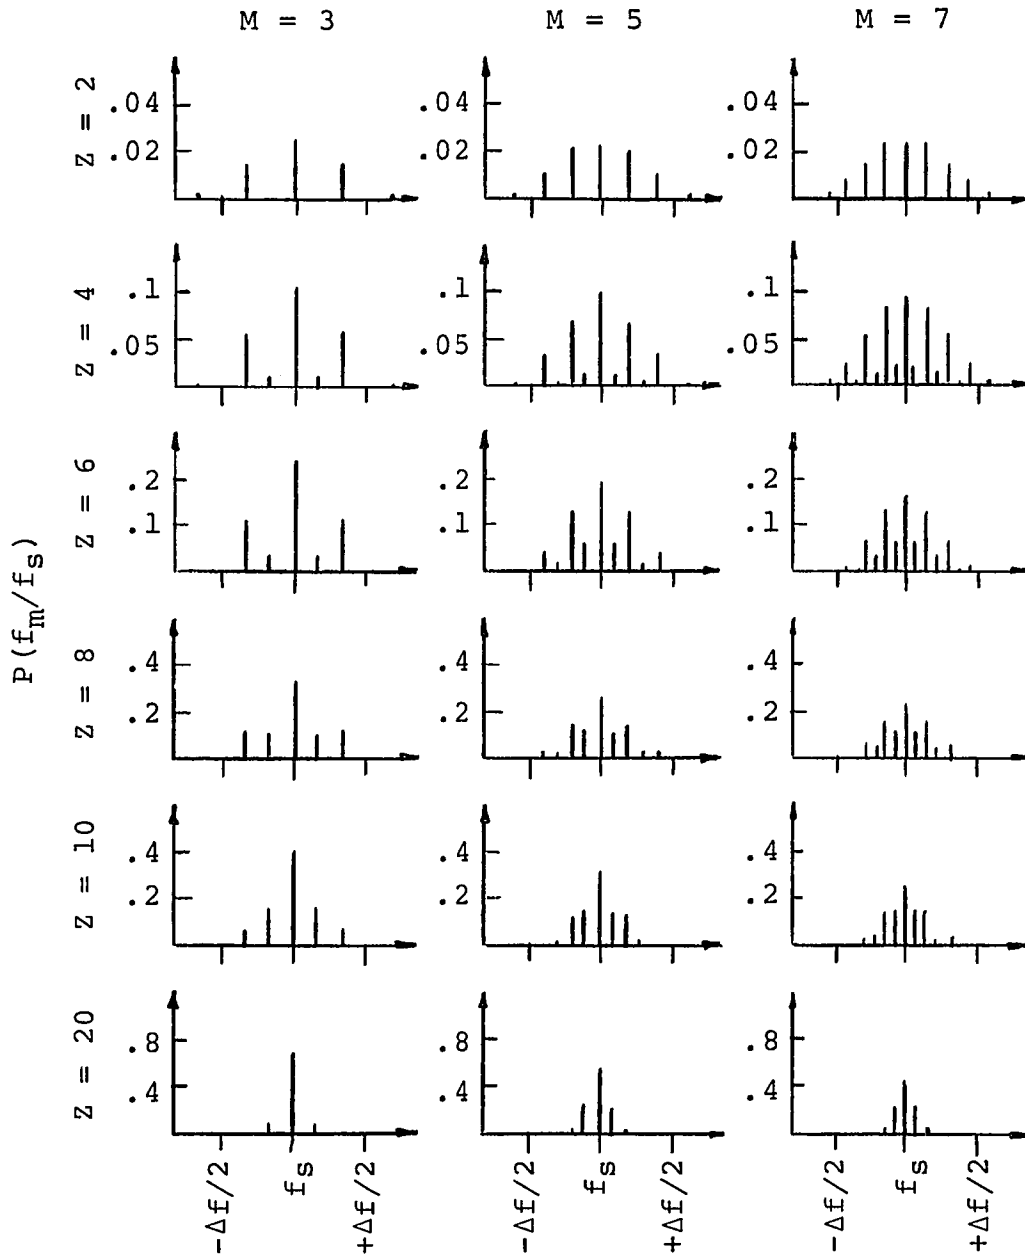 M = 3
M = 5
M = 7
P(fm/fs)
Z = 2
.04
.02
.04
.02
.04
.02
Z = 4
.1
.05
.1
.05
.1
.05
Z = 6
.2
.1
.2
.1
.2
.1
Z = 8
.4
.2
.4
.2
.4
.2
Z = 10
.4
.2
.4
.2
.4
.2
Z = 20
.8
.4
.8
.4
.8
.4
-Δf/2
fs
+Δf/2
-Δf/2
fs
+Δf/2
-Δf/2
fs
+Δf/2